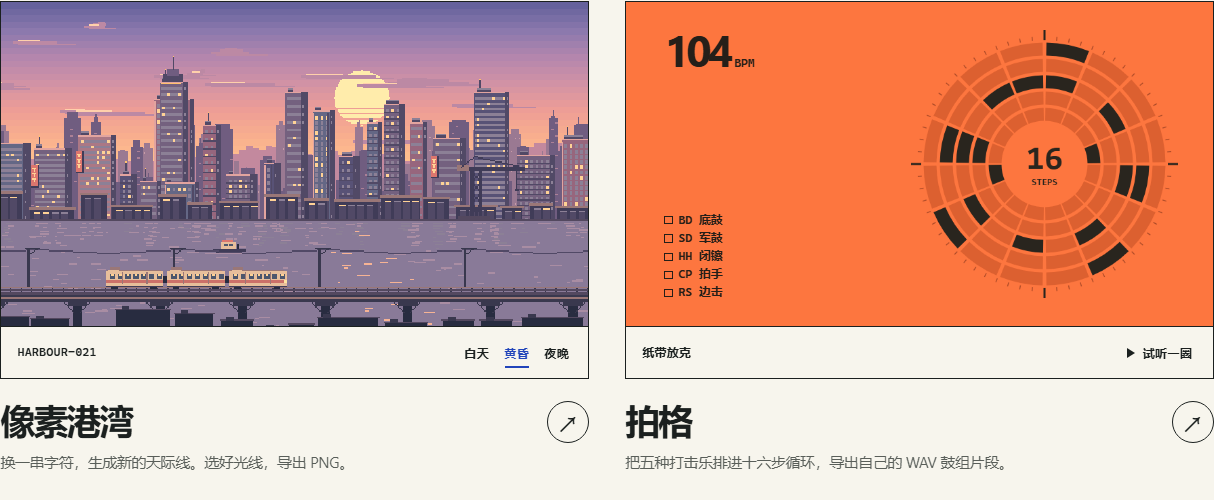 HARBOUR-021
白天 黄昏 夜晚
像素港湾
换一串字符，生成新的天际线。选好光线，导出 PNG。
104 BPM
16
STEPS
BD 底鼓
SD 军鼓
HH 闭镲
CP 拍手
RS 边击
纸带放克
▶ 试听一圈
拍格
把五种打击乐排进十六步循环，导出自己的 WAV 鼓组片段。